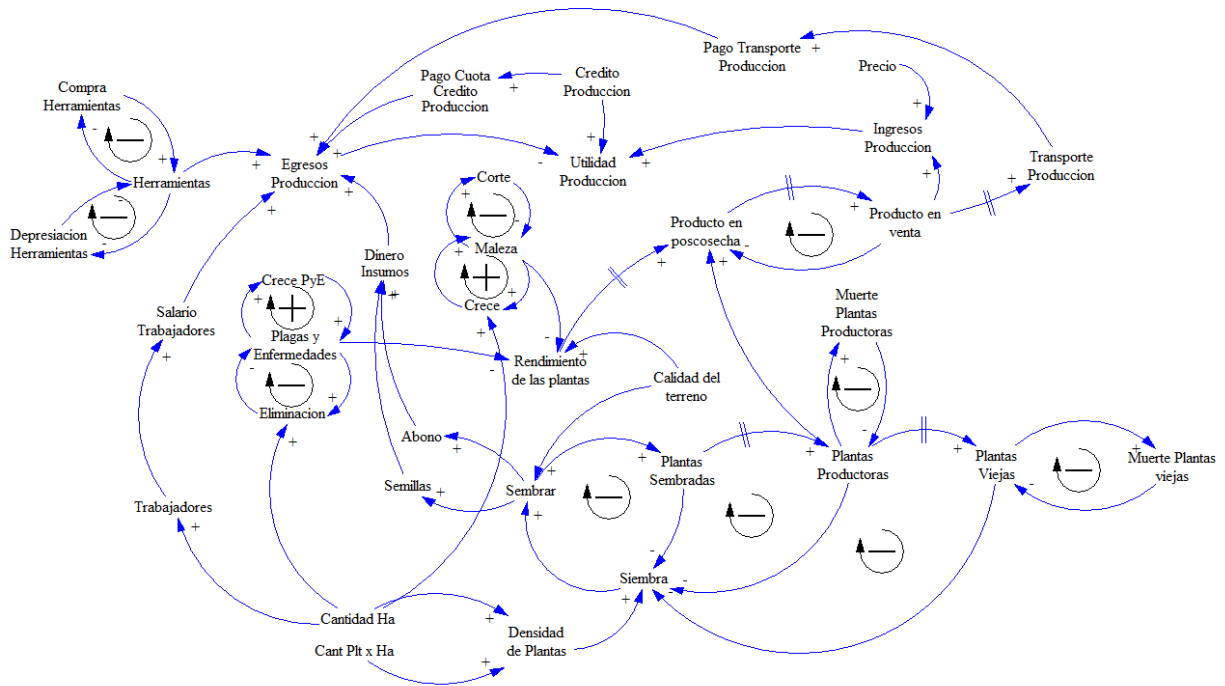 Pago Transporte
Produccion
Precio
Compra
Herramientas
Pago Cuota
Credito
Produccion
Credito
Produccion
Ingresos
Produccion
Egresos
Produccion
Utilidad
Produccion
Transporte
Produccion
Herramientas
Corte
Producto en
poscosecha
Producto en
venta
Depresiacion
Herramientas
Dinero
Insumos
Maleza
Crece PyE
Crece
Salario
Trabajadores
Plagas y
Enfermedades
Muerte
Plantas
Productoras
Rendimiento
de las plantas
Calidad del
terreno
Eliminacion
Abono
Plantas
Sembradas
Plantas
Productoras
Plantas
Viejas
Muerte Plantas
viejas
Semillas
Sembrar
Trabajadores
Siembra
Cantidad Ha
Cant Plt x Ha
Densidad
de Plantas